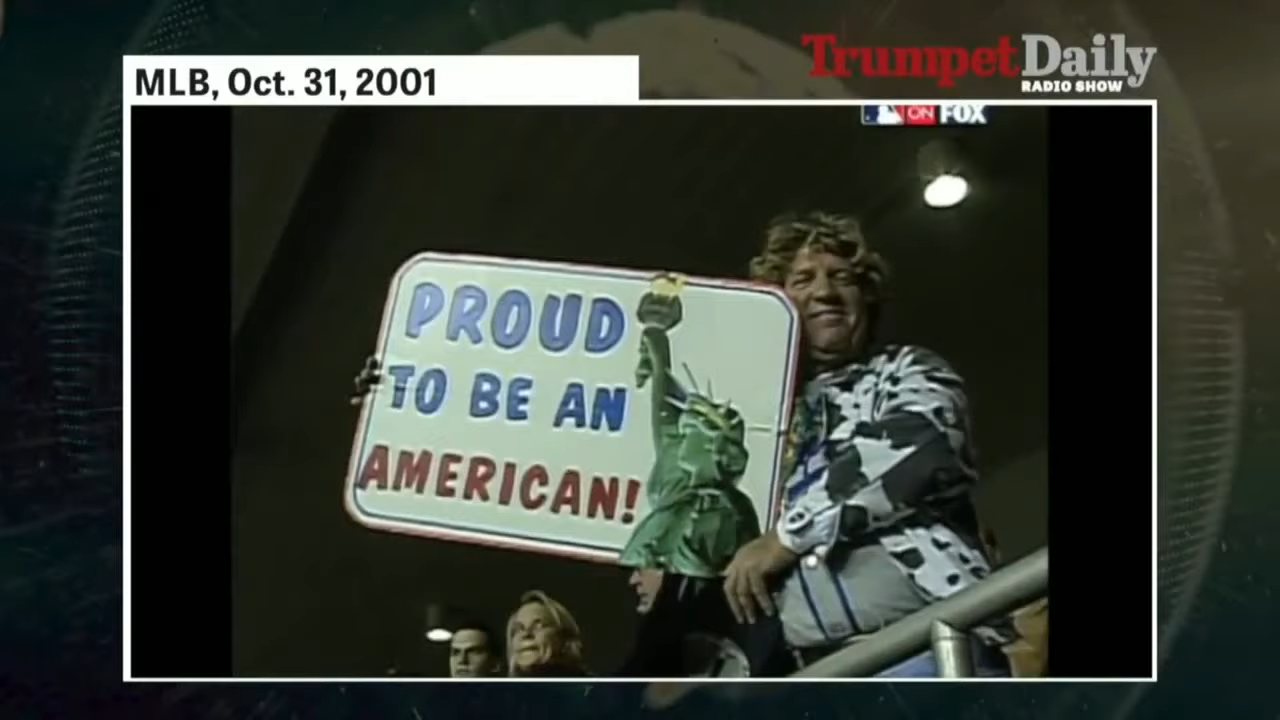 MLB, Oct. 31, 2001
TrumpetDaily
RADIO SHOW
ON FOX
PROUD
TO BE AN
AMERICAN!